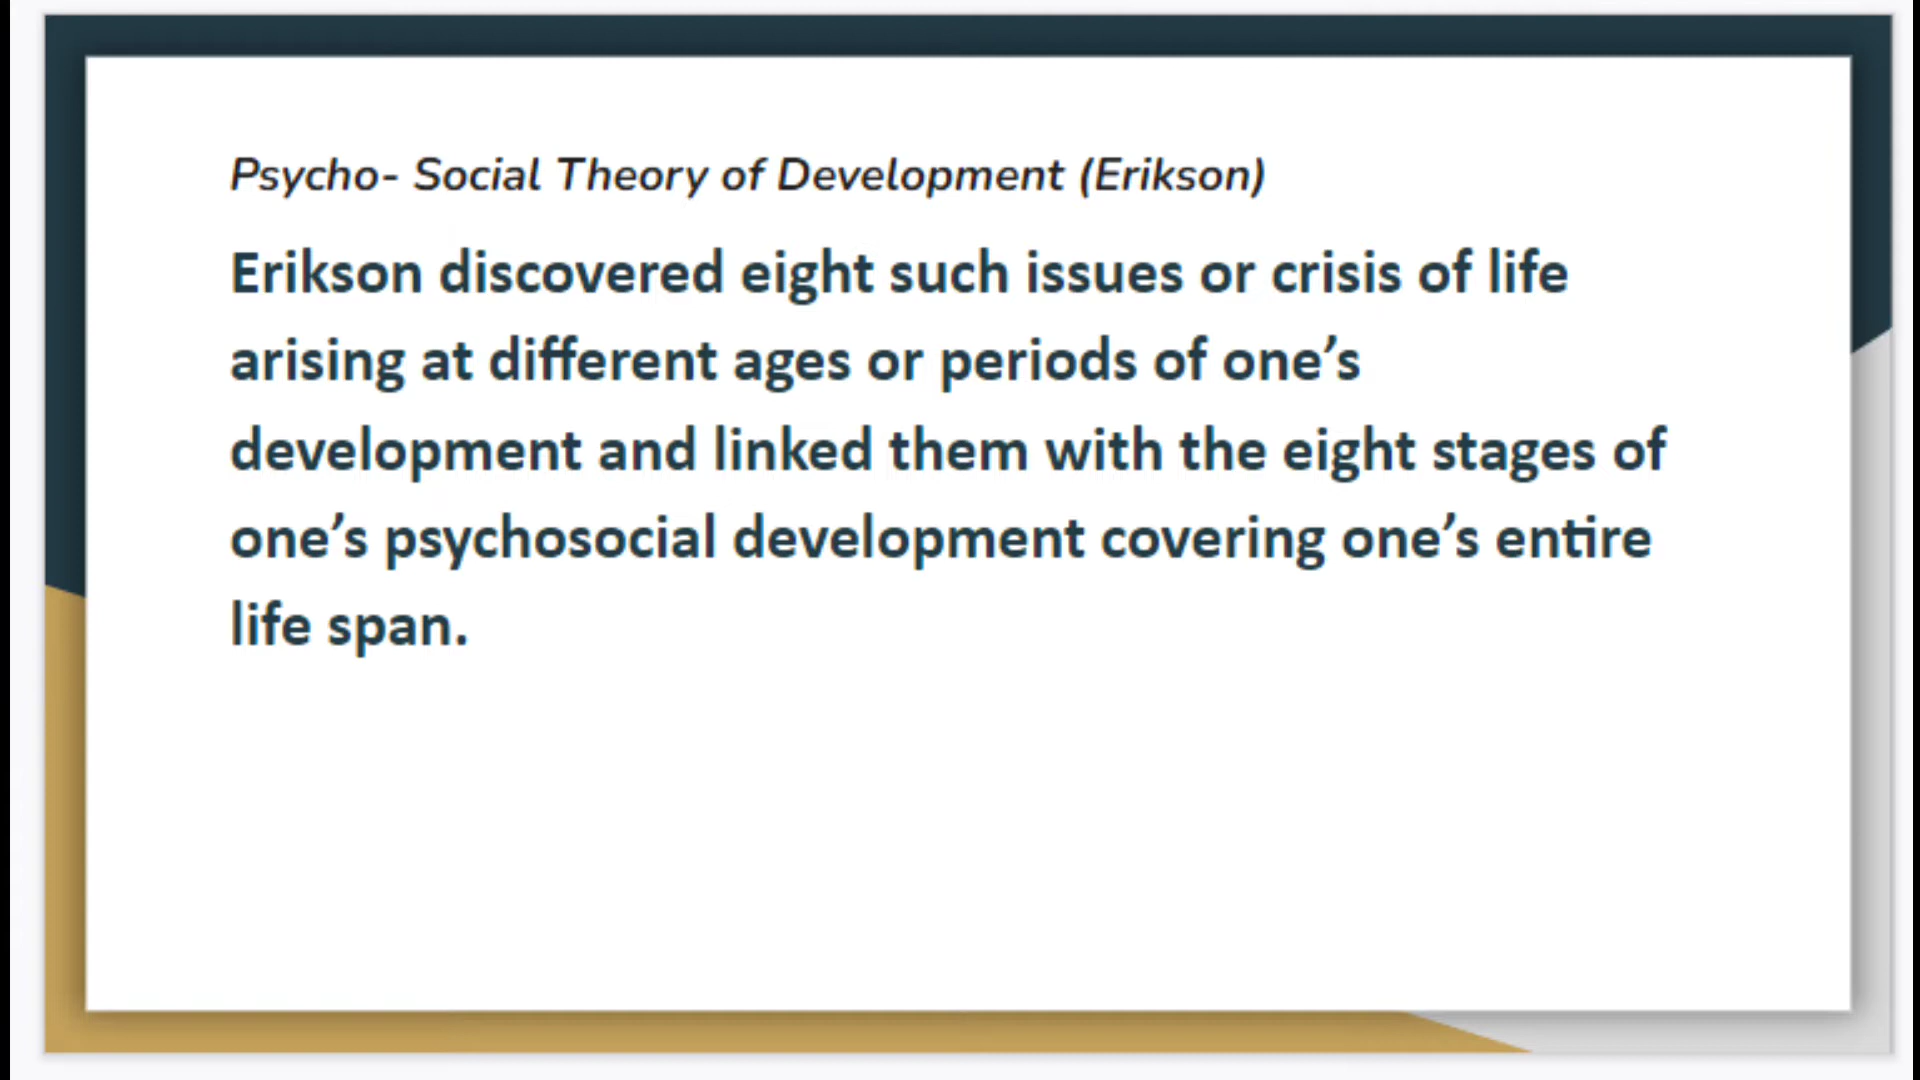 Psycho- Social Theory of Development (Erikson)
Erikson discovered eight such issues or crisis of life
arising at different ages or periods of one’s
development and linked them with the eight stages of
one’s psychosocial development covering one’s entire
life span.